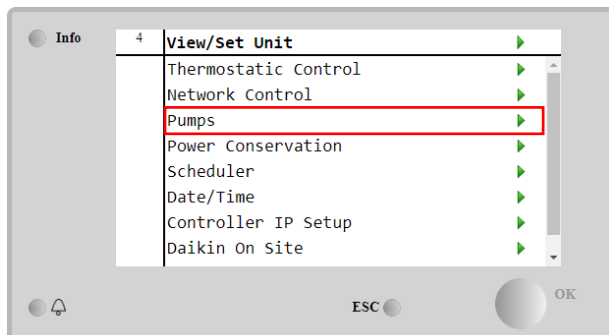 Info
4 View/Set Unit
Thermostatic Control
Network Control
Pumps
Power Conservation
Scheduler
Date/Time
Controller IP Setup
Daikin On Site
ESC
OK